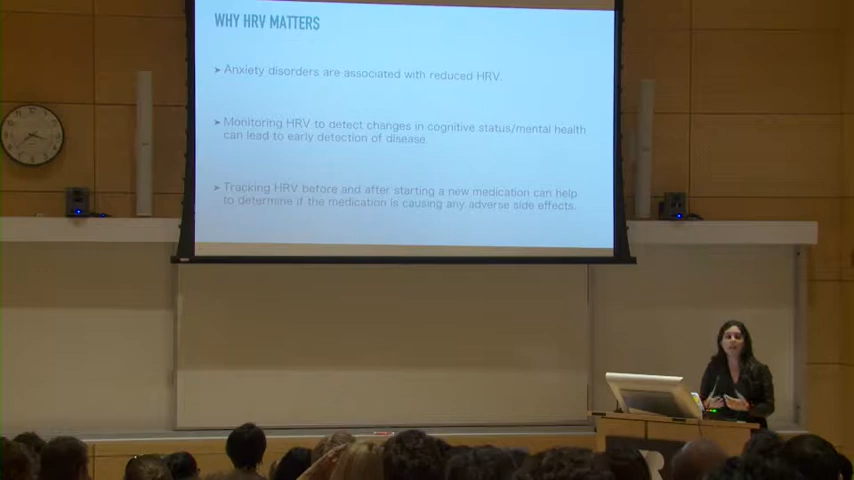 WHY HRV MATTERS
➤ Anxiety disorders are associated with reduced HRV.
➤ Monitoring HRV to detect changes in cognitive status/mental health
can lead to early detection of disease.
➤ Tracking HRV before and after starting a new medication can help
to determine if the medication is causing any adverse side effects.